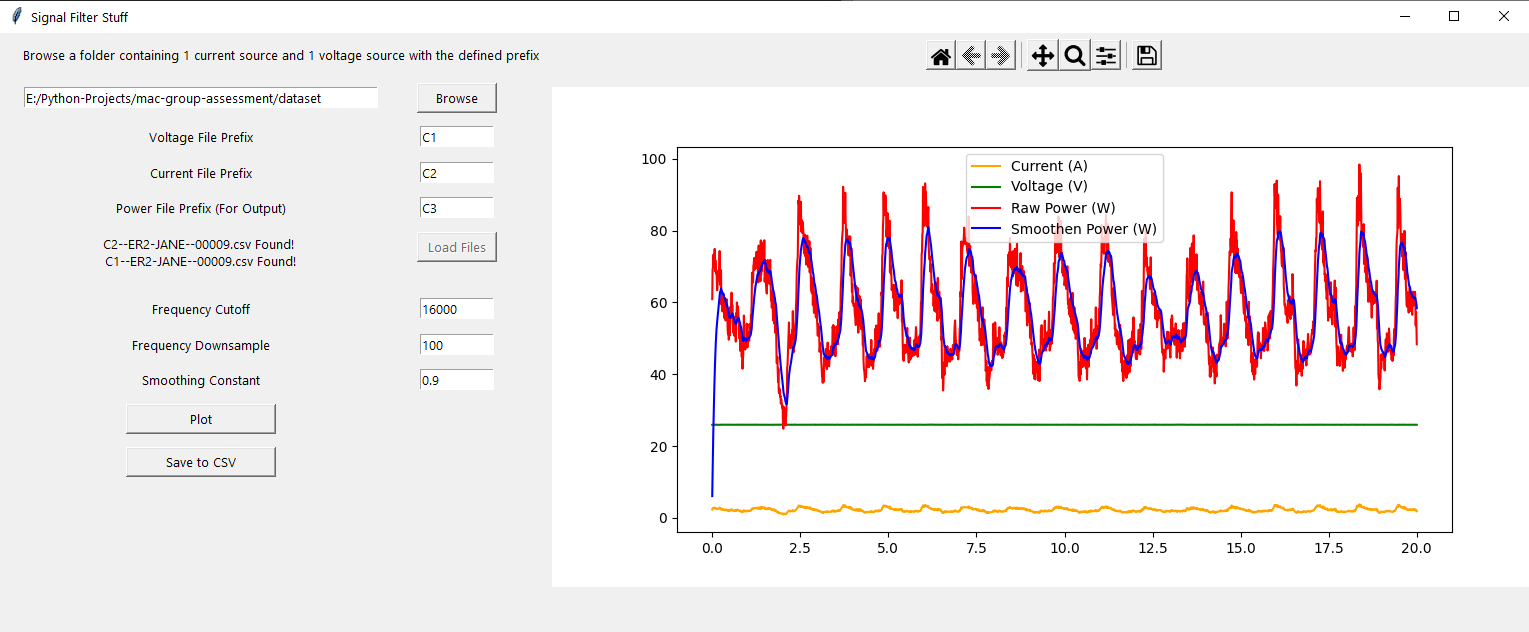 Signal Filter Stuff
Browse a folder containing 1 current source and 1 voltage source with the defined prefix
E:/Python-Projects/mac-group-assessment/dataset
Browse
Voltage File Prefix
C1
Current File Prefix
C2
Power File Prefix (For Output)
C3
C2--ER2-JANE--00009.csv Found!
C1--ER2-JANE--00009.csv Found!
Load Files
Frequency Cutoff
16000
Frequency Downsample
100
Smoothing Constant
0.9
Plot
Save to CSV
Current (A)
Voltage (V)
Raw Power (W)
Smoothen Power (W)
100
80
60
40
20
0
0.0 2.5 5.0 7.5 10.0 12.5 15.0 17.5 20.0